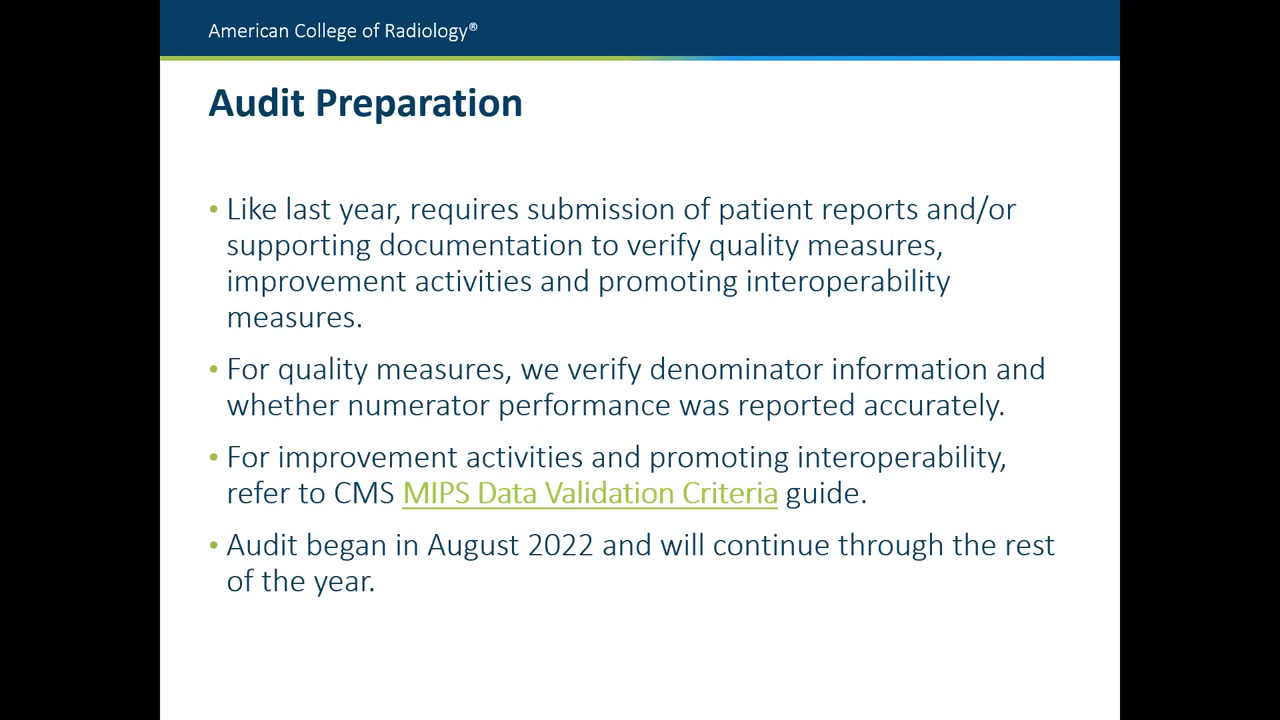 American College of Radiology®
Audit Preparation
• Like last year, requires submission of patient reports and/or
supporting documentation to verify quality measures,
improvement activities and promoting interoperability
measures.
• For quality measures, we verify denominator information and
whether numerator performance was reported accurately.
• For improvement activities and promoting interoperability,
refer to CMS MIPS Data Validation Criteria guide.
• Audit began in August 2022 and will continue through the rest
of the year.